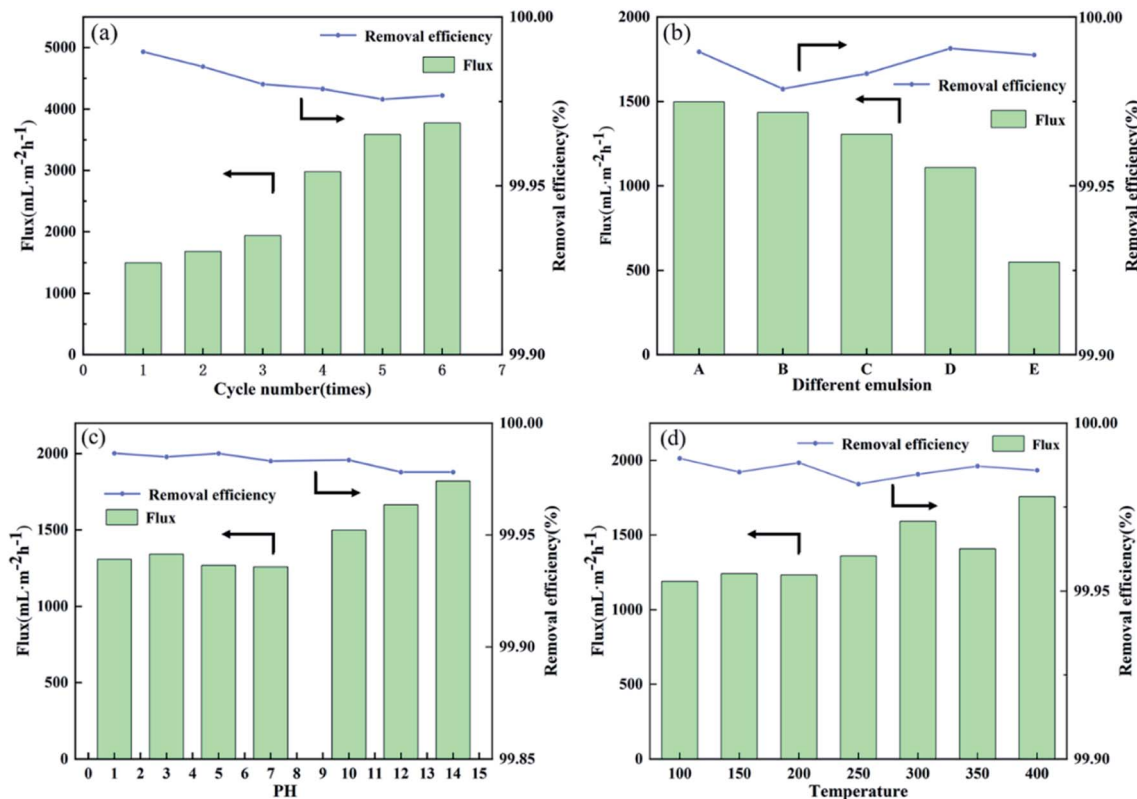 (a)
Removal efficiency
Flux
Flux(mL·m⁻²h⁻¹)
5000
4000
3000
2000
1000
0
100.00
99.95
99.90
Removal efficiency(%)
0 1 2 3 4 5 6 7
Cycle number(times)
(b)
Removal efficiency
Flux
Flux(mL·m⁻²h⁻¹)
2000
1500
1000
500
0
100.00
99.95
99.90
Removal efficiency(%)
A B C D E
Different emulsion
(c)
Removal efficiency
Flux
Flux(mL·m⁻²h⁻¹)
2000
1500
1000
500
0
100.00
99.95
99.90
99.85
Removal efficiency(%)
0 1 2 3 4 5 6 7 8 9 10 11 12 13 14 15
PH
(d)
Removal efficiency
Flux
Flux(mL·m⁻²h⁻¹)
2000
1500
1000
500
0
100.00
99.95
99.90
Removal efficiency(%)
100 150 200 250 300 350 400
Temperature